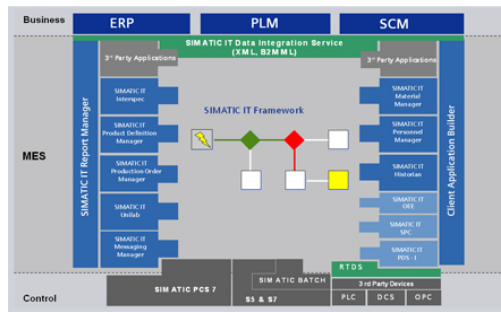 Business
ERP
PLM
SCM
SIMATIC IT Data Integration Service
(XML, B2MML)
MES
SIMATIC IT Report Manager
3rd Party Applications
SIMATIC IT
Interspec
SIMATIC IT
Product Definition
Manager
SIMATIC IT
Production Order
Manager
SIMATIC IT
Unilab
SIMATIC IT
Messaging
Manager
SIMATIC IT Framework
3rd Party Applications
SIMATIC IT
Material
Manager
SIMATIC IT
Personnel
Manager
SIMATIC IT
Historian
SIMATIC IT
OEE
SIMATIC IT
SPC
SIMATIC IT
PDS - I
Client Application Builder
RTDS
Control
SIMATIC PCS 7
SIMATIC BATCH
S5 & S7
3 rd Party Devices
PLC
DCS
OPC